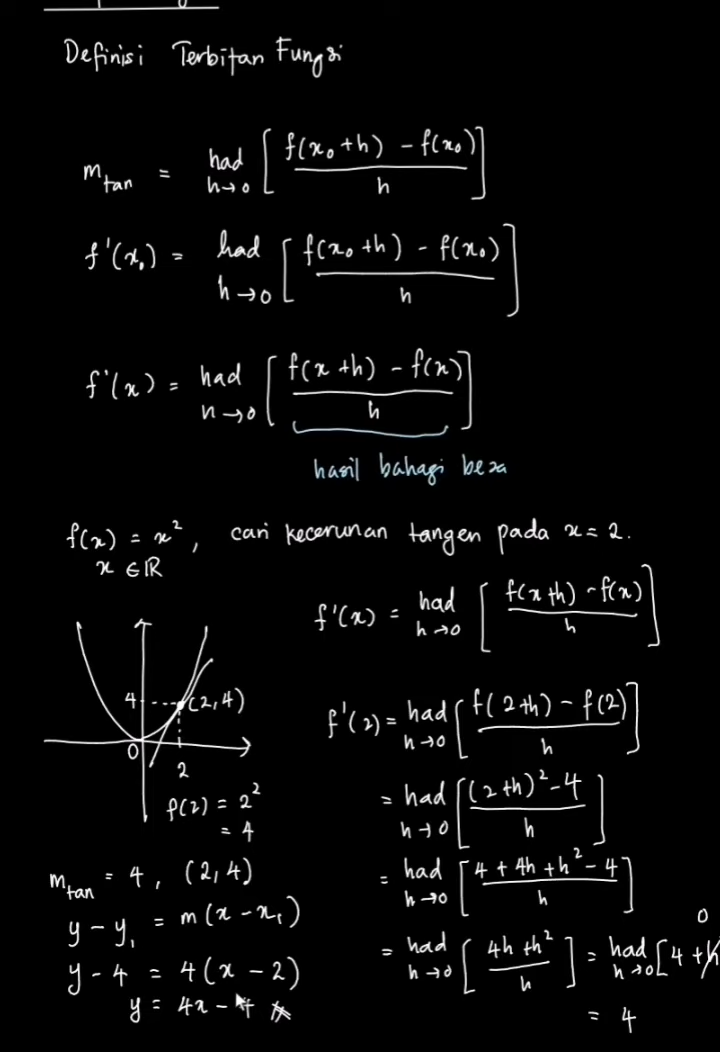 Definisi Terbitan Fungsi
m_tan = had h→0 [ (f(x₀+h) - f(x₀)) / h ]
f'(x₀) = had h→0 [ (f(x₀+h) - f(x₀)) / h ]
f'(x) = had h→0 [ (f(x+h) - f(x)) / h ]
hasil bahagi beza
f(x) = x², cari kecerunan tangen pada x = 2.
x ∈ ℝ
f'(x) = had h→0 [ (f(x+h) - f(x)) / h ]
4 (2,4)
0 2
f(2) = 2²
= 4
f'(2) = had h→0 [ (f(2+h) - f(2)) / h ]
= had h→0 [ ((2+h)² - 4) / h ]
= had h→0 [ (4 + 4h + h² - 4) / h ]
= had h→0 [ (4h + h²) / h ] = had h→0 [ 4 + h 0
= 4
m_tan = 4, (2,4)
y - y₁ = m(x - x₁)
y - 4 = 4(x - 2)
y = 4x - 4